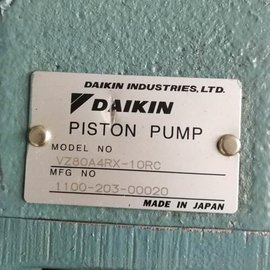 DAIKIN INDUSTRIES, LTD.
DAIKIN
PISTON PUMP
MODEL NO
VZ80A4RX-10RC
MFG NO
1100-203-00020
MADE IN JAPAN